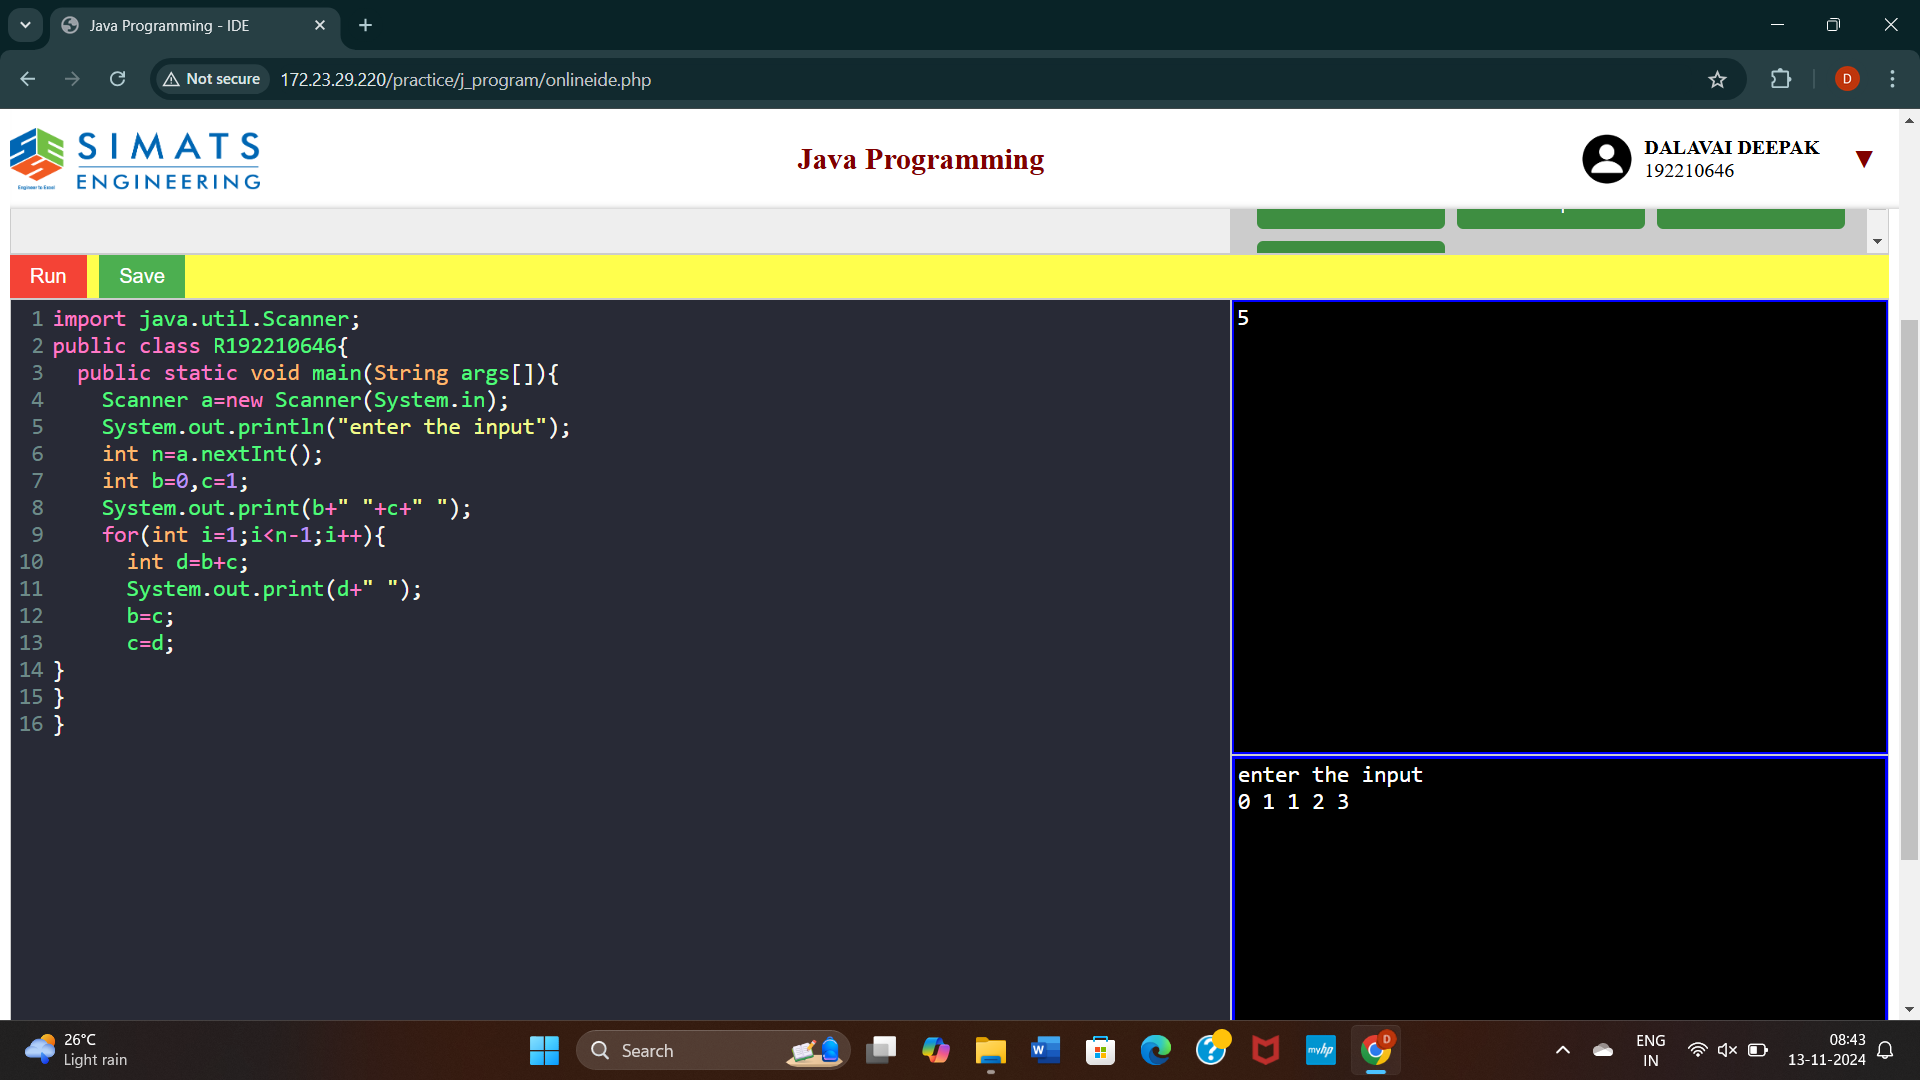 Java Programming - IDE
Not secure
172.23.29.220/practice/j_program/onlineide.php
D
SIMATS
ENGINEERING
Engineer to Excel
Java Programming
DALAVAI DEEPAK
192210646
Run
Save
1 import java.util.Scanner;
2 public class R192210646{
3   public static void main(String args[]){
4     Scanner a=new Scanner(System.in);
5     System.out.println("enter the input");
6     int n=a.nextInt();
7     int b=0,c=1;
8     System.out.print(b+" "+c+" ");
9     for(int i=1;i<n-1;i++){
10       int d=b+c;
11       System.out.print(d+" ");
12       b=c;
13       c=d;
14 }
15 }
16 }
5
enter the input
0 1 1 2 3
26°C
Light rain
Search
W
?
myhp
D
ENG
IN
08:43
13-11-2024